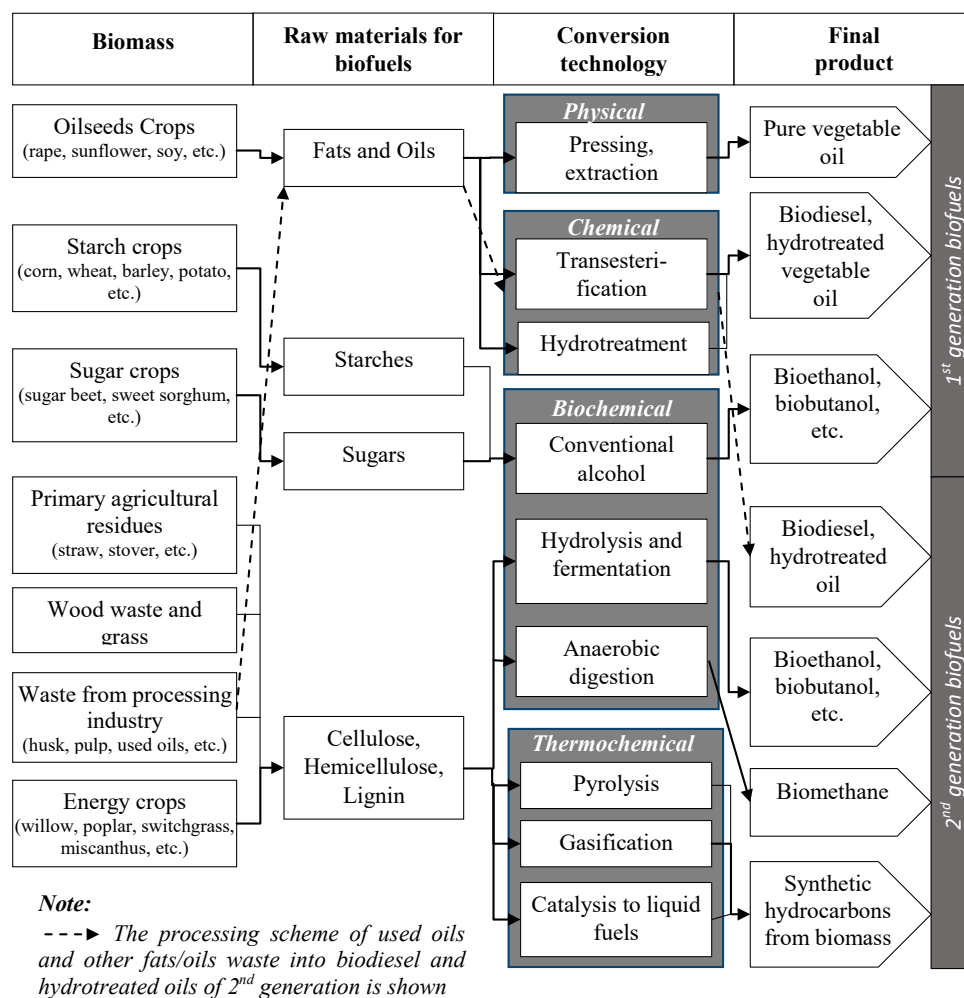 Biomass
Raw materials for
biofuels
Conversion
technology
Final
product
Oilseeds Crops
(rape, sunflower, soy, etc.)
Starch crops
(corn, wheat, barley, potato,
etc.)
Sugar crops
(sugar beet, sweet sorghum,
etc.)
Primary agricultural
residues
(straw, stover, etc.)
Wood waste and
grass
Waste from processing
industry
(husk, pulp, used oils, etc.)
Energy crops
(willow, poplar, switchgrass,
miscanthus, etc.)
Fats and Oils
Starches
Sugars
Cellulose,
Hemicellulose,
Lignin
Physical
Pressing,
extraction
Chemical
Transesteri-
fication
Hydrotreatment
Biochemical
Conventional
alcohol
Hydrolysis and
fermentation
Anaerobic
digestion
Thermochemical
Pyrolysis
Gasification
Catalysis to liquid
fuels
Pure vegetable
oil
Biodiesel,
hydrotreated
vegetable
oil
Bioethanol,
biobutanol,
etc.
Biodiesel,
hydrotreated
oil
Bioethanol,
biobutanol,
etc.
Biomethane
Synthetic
hydrocarbons
from biomass
1st generation biofuels
2nd generation biofuels
Note:
The processing scheme of used oils
and other fats/oils waste into biodiesel and
hydrotreated oils of 2nd generation is shown